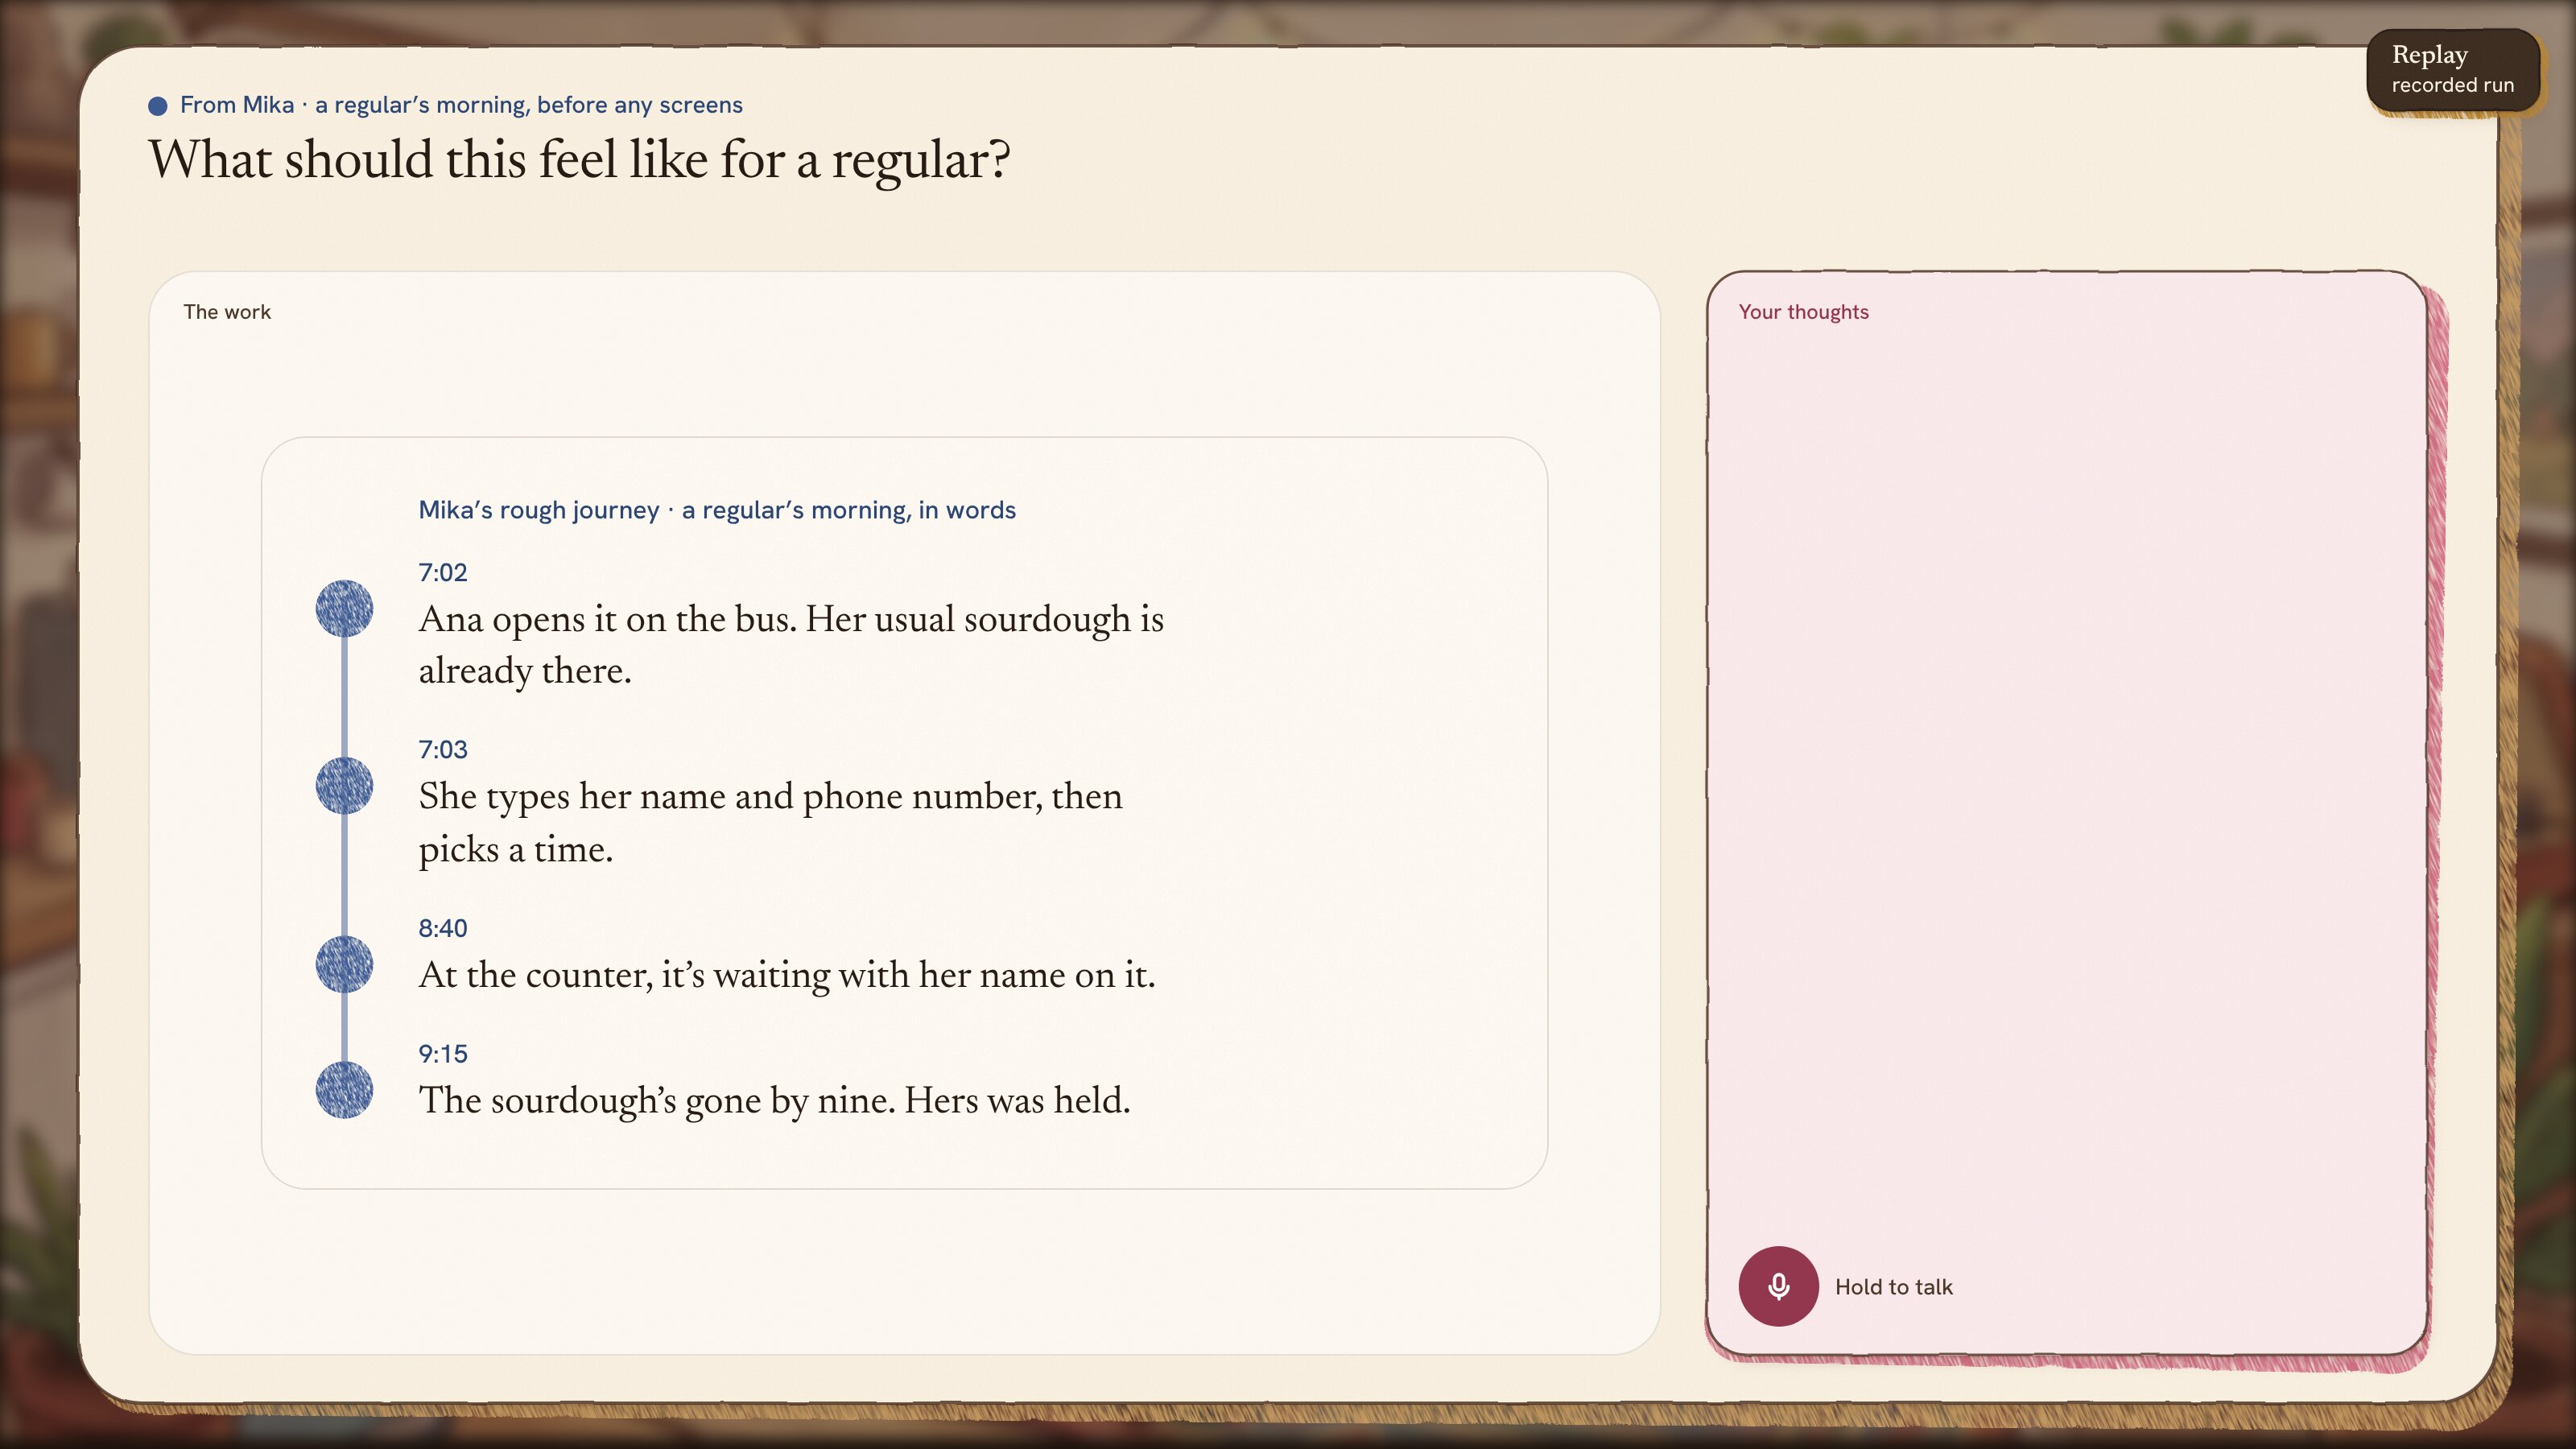 Replay
recorded run
From Mika · a regular’s morning, before any screens
What should this feel like for a regular?
The work
Mika’s rough journey · a regular’s morning, in words
7:02
Ana opens it on the bus. Her usual sourdough is
already there.
7:03
She types her name and phone number, then
picks a time.
8:40
At the counter, it’s waiting with her name on it.
9:15
The sourdough’s gone by nine. Hers was held.
Your thoughts
Hold to talk